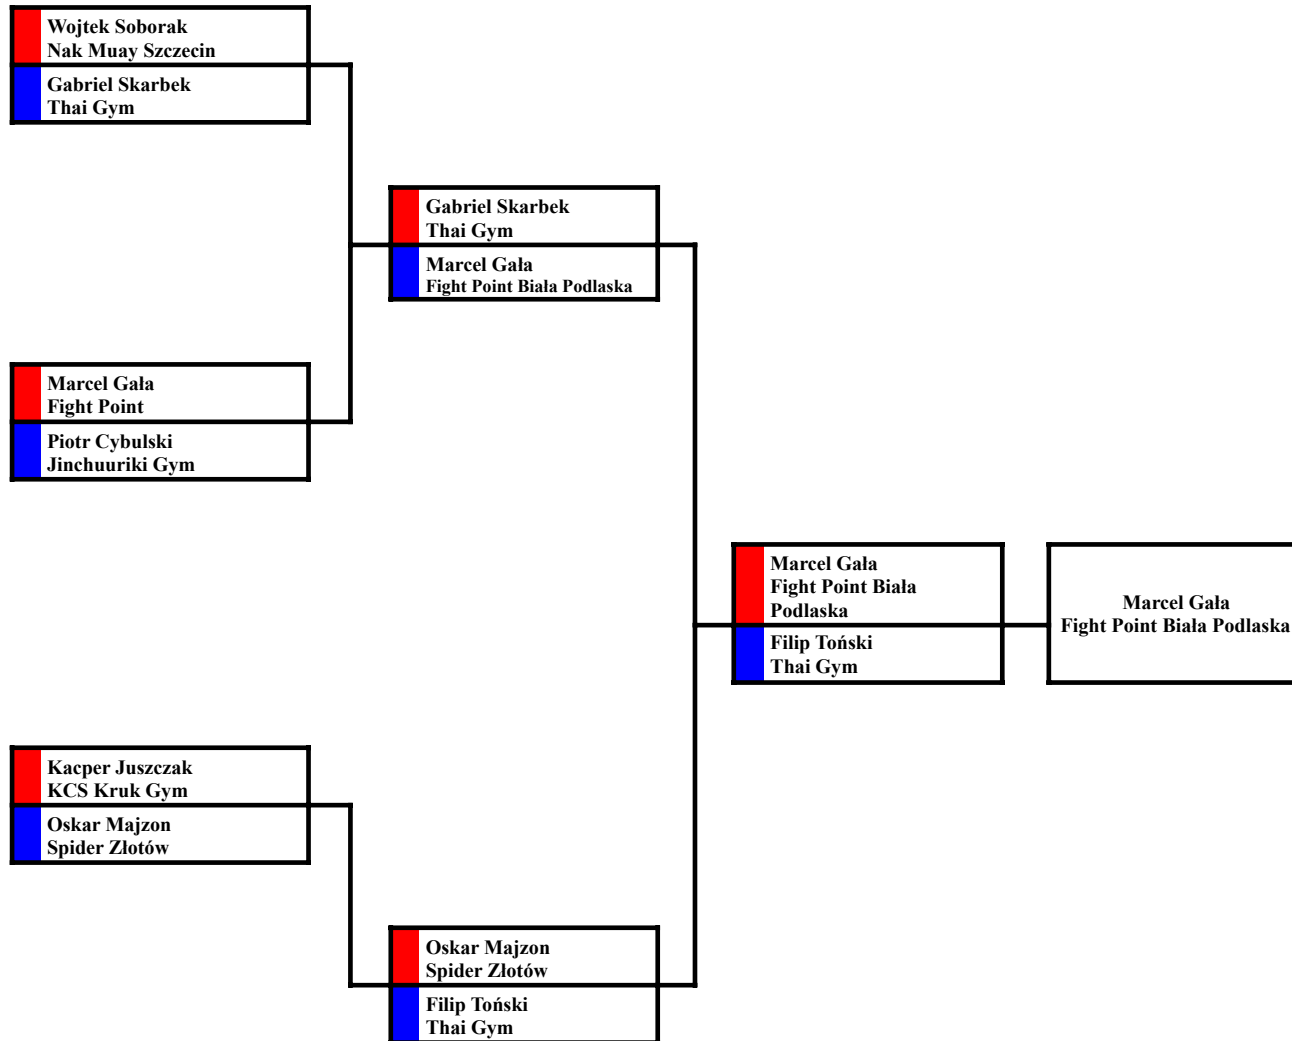 Wojtek Soborak
Nak Muay Szczecin
Gabriel Skarbek
Thai Gym
Gabriel Skarbek
Thai Gym
Marcel Gała
Fight Point Biała Podlaska
Marcel Gała
Fight Point
Piotr Cybulski
Jinchuuriki Gym
Marcel Gała
Fight Point Biała
Podlaska
Filip Toński
Thai Gym
Marcel Gała
Fight Point Biała Podlaska
Kacper Juszczak
KCS Kruk Gym
Oskar Majzon
Spider Złotów
Oskar Majzon
Spider Złotów
Filip Toński
Thai Gym